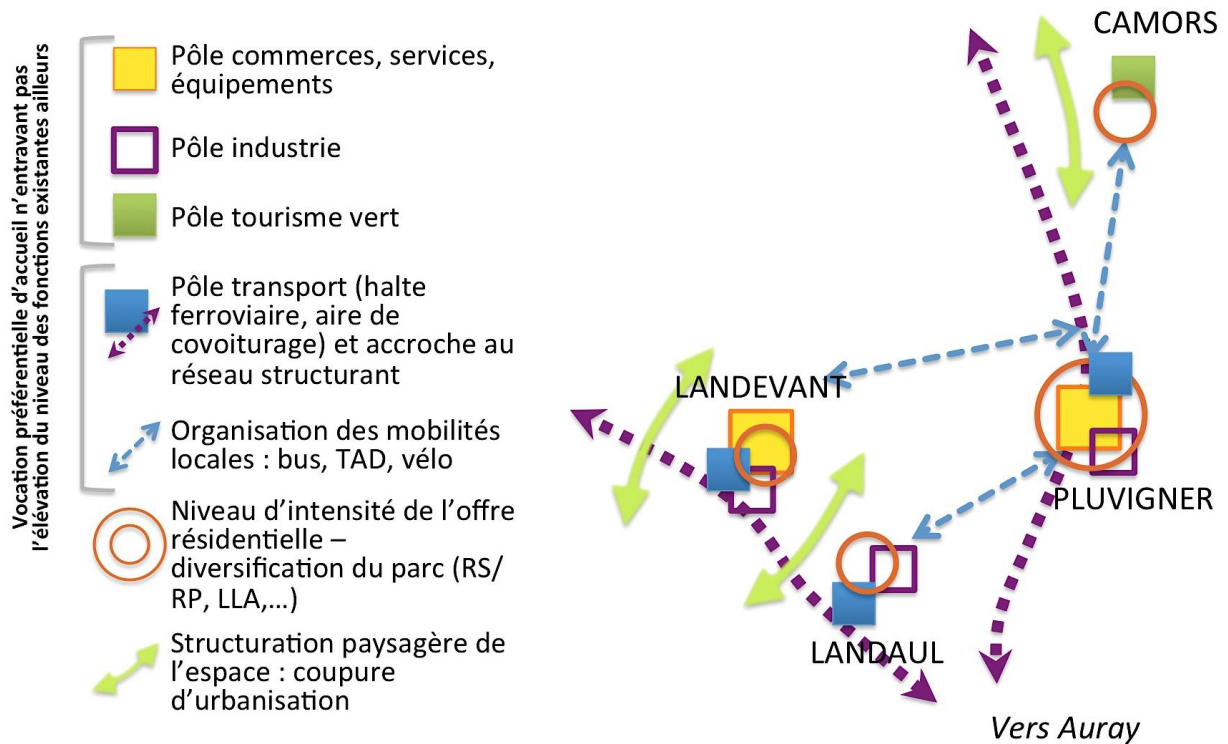 Vocation préférentielle d'accueil n'entravant pas
l'élévation du niveau des fonctions existantes ailleurs
Pôle commerces, services,
équipements
Pôle industrie
Pôle tourisme vert
Pôle transport (halte
ferroviaire, aire de
covoiturage) et accroche au
réseau structurant
Organisation des mobilités
locales : bus, TAD, vélo
Niveau d'intensité de l'offre
résidentielle –
diversification du parc (RS/
RP, LLA,...)
Structuration paysagère de
l'espace : coupure
d'urbanisation
CAMORS
LANDEVANT
PLUVIGNER
LANDAUL
Vers Auray